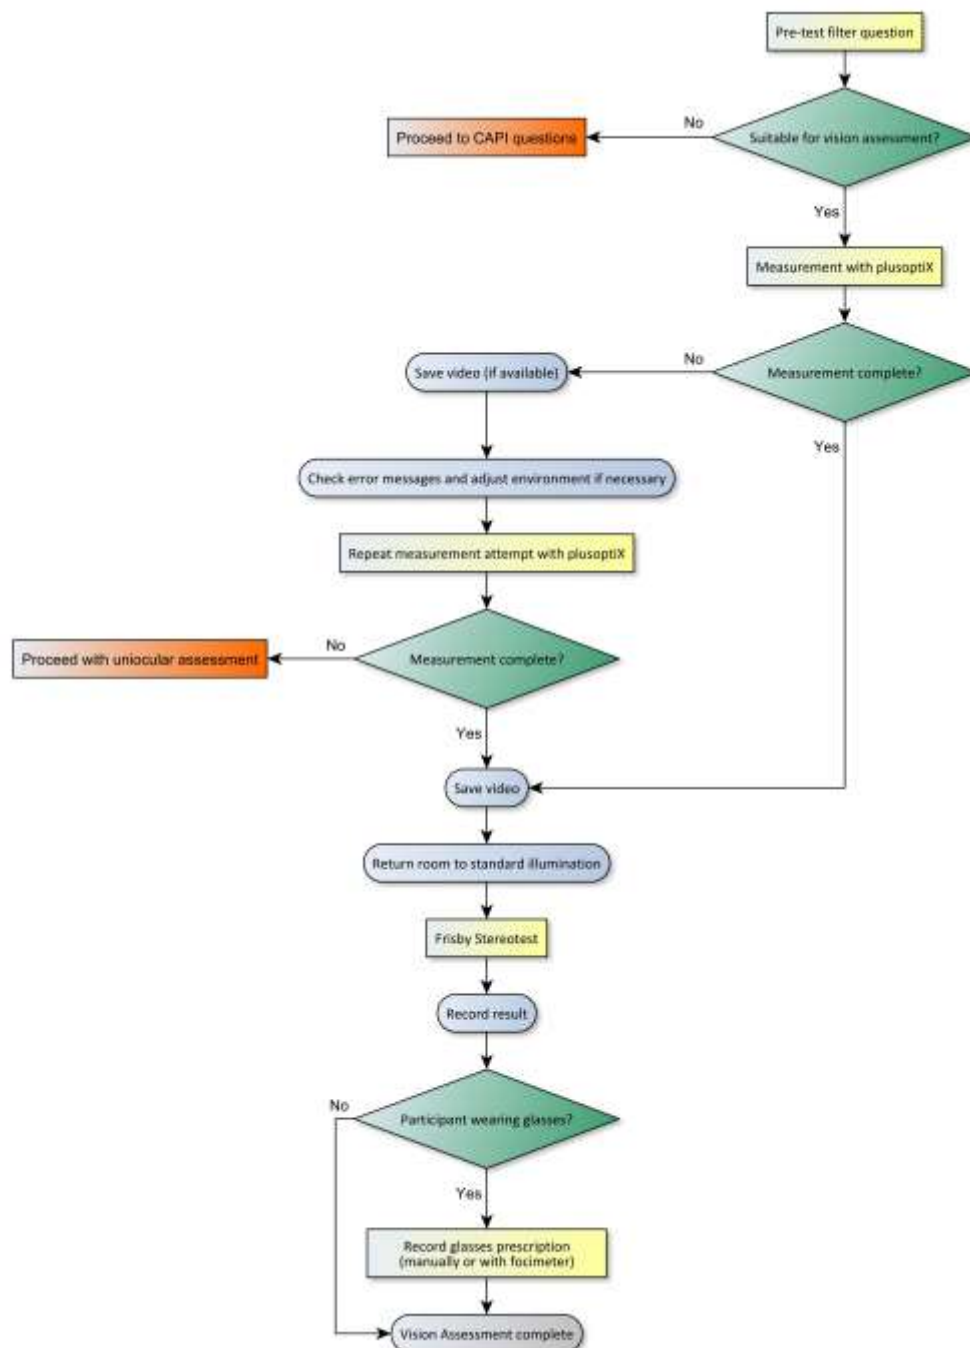 Pre-test filter question
Suitable for vision assessment?
No
Proceed to CAPI questions
Yes
Measurement with plusoptiX
Measurement complete?
No
Save video (if available)
Yes
Check error messages and adjust environment if necessary
Repeat measurement attempt with plusoptiX
Measurement complete?
No
Proceed with uniocular assessment
Yes
Save video
Return room to standard illumination
Frisby Stereotest
Record result
Participant wearing glasses?
No
Yes
Record glasses prescription
(manually or with focimeter)
Vision Assessment complete